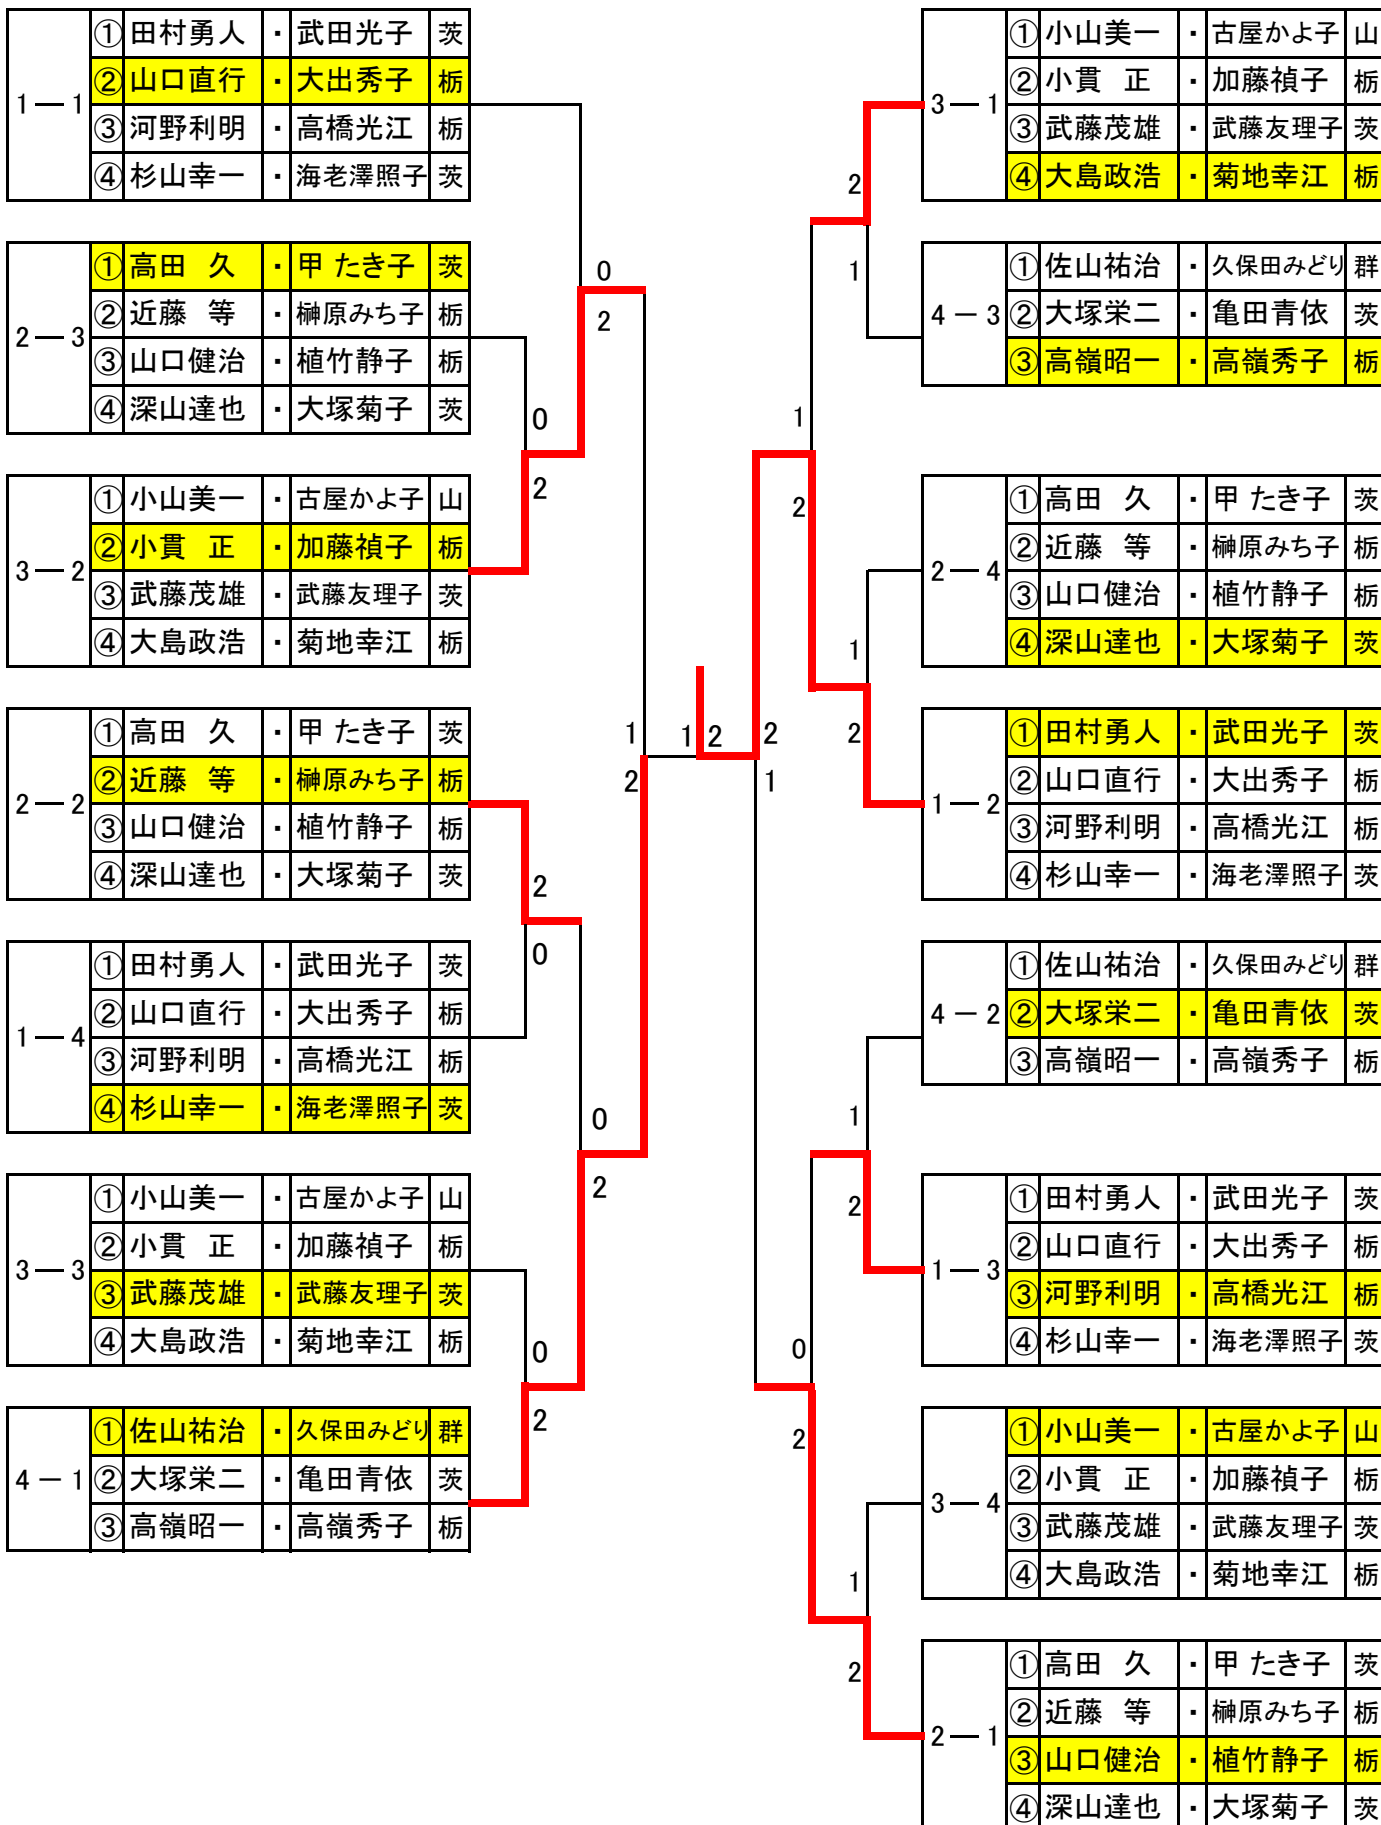 1 ― 1
① 田村勇人 ・ 武田光子 茨
② 山口直行 ・ 大出秀子 栃
③ 河野利明 ・ 高橋光江 栃
④ 杉山幸一 ・ 海老澤照子 茨
2 ― 3
① 高田 久 ・ 甲 たき子 茨
② 近藤 等 ・ 榊原みち子 栃
③ 山口健治 ・ 植竹静子 栃
④ 深山達也 ・ 大塚菊子 茨
3 ― 2
① 小山美一 ・ 古屋かよ子 山
② 小貫 正 ・ 加藤禎子 栃
③ 武藤茂雄 ・ 武藤友理子 茨
④ 大島政浩 ・ 菊地幸江 栃
2 ― 2
① 高田 久 ・ 甲 たき子 茨
② 近藤 等 ・ 榊原みち子 栃
③ 山口健治 ・ 植竹静子 栃
④ 深山達也 ・ 大塚菊子 茨
1 ― 4
① 田村勇人 ・ 武田光子 茨
② 山口直行 ・ 大出秀子 栃
③ 河野利明 ・ 高橋光江 栃
④ 杉山幸一 ・ 海老澤照子 茨
3 ― 3
① 小山美一 ・ 古屋かよ子 山
② 小貫 正 ・ 加藤禎子 栃
③ 武藤茂雄 ・ 武藤友理子 茨
④ 大島政浩 ・ 菊地幸江 栃
4 ― 1
① 佐山祐治 ・ 久保田みどり 群
② 大塚栄二 ・ 亀田青依 茨
③ 高嶺昭一 ・ 高嶺秀子 栃
0
2
0
2
2
0
0
2
0
2
1
2
1 2
2
1
2
1
1
2
1
2
1
2
0
2
1
2
3 ― 1
① 小山美一 ・ 古屋かよ子 山
② 小貫 正 ・ 加藤禎子 栃
③ 武藤茂雄 ・ 武藤友理子 茨
④ 大島政浩 ・ 菊地幸江 栃
4 ― 3
① 佐山祐治 ・ 久保田みどり 群
② 大塚栄二 ・ 亀田青依 茨
③ 高嶺昭一 ・ 高嶺秀子 栃
2 ― 4
① 高田 久 ・ 甲 たき子 茨
② 近藤 等 ・ 榊原みち子 栃
③ 山口健治 ・ 植竹静子 栃
④ 深山達也 ・ 大塚菊子 茨
1 ― 2
① 田村勇人 ・ 武田光子 茨
② 山口直行 ・ 大出秀子 栃
③ 河野利明 ・ 高橋光江 栃
④ 杉山幸一 ・ 海老澤照子 茨
4 ― 2
① 佐山祐治 ・ 久保田みどり 群
② 大塚栄二 ・ 亀田青依 茨
③ 高嶺昭一 ・ 高嶺秀子 栃
1 ― 3
① 田村勇人 ・ 武田光子 茨
② 山口直行 ・ 大出秀子 栃
③ 河野利明 ・ 高橋光江 栃
④ 杉山幸一 ・ 海老澤照子 茨
3 ― 4
① 小山美一 ・ 古屋かよ子 山
② 小貫 正 ・ 加藤禎子 栃
③ 武藤茂雄 ・ 武藤友理子 茨
④ 大島政浩 ・ 菊地幸江 栃
2 ― 1
① 高田 久 ・ 甲 たき子 茨
② 近藤 等 ・ 榊原みち子 栃
③ 山口健治 ・ 植竹静子 栃
④ 深山達也 ・ 大塚菊子 茨